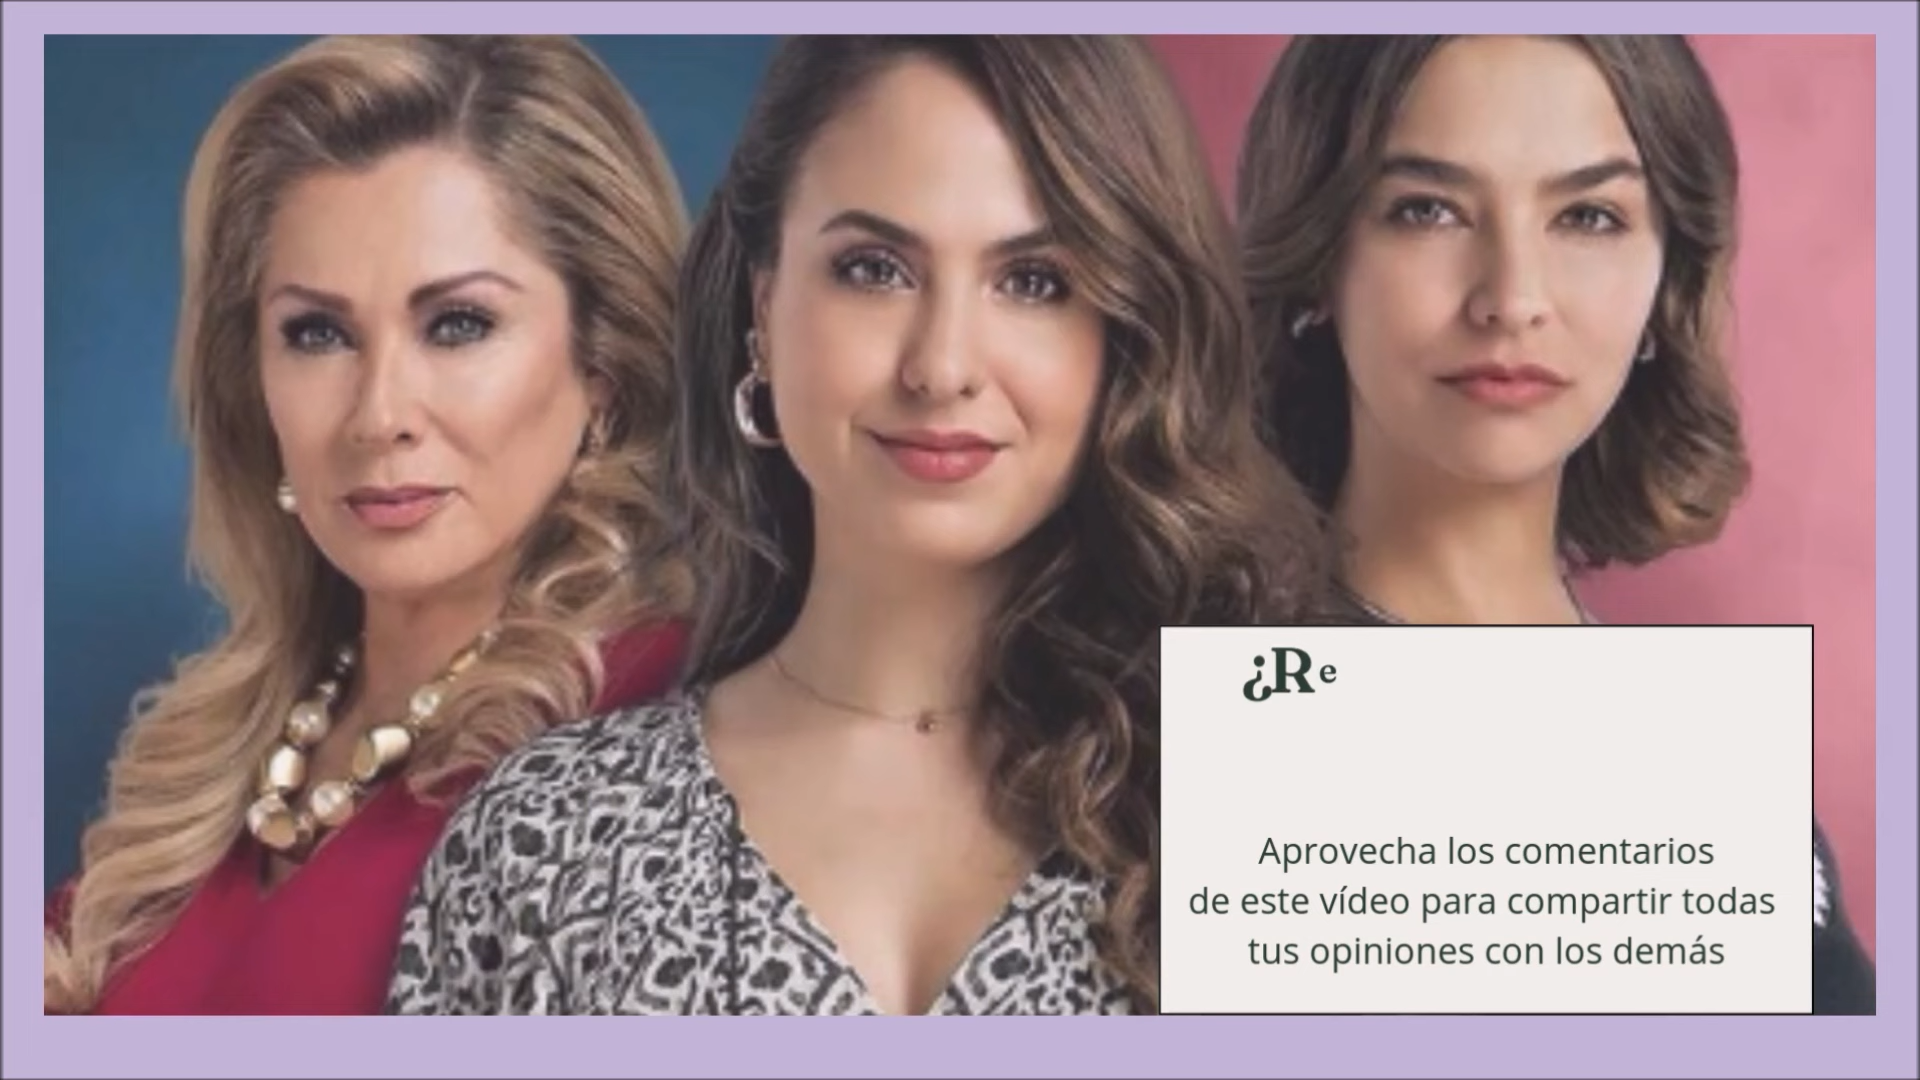 ¿Re
Aprovecha los comentarios
de este vídeo para compartir todas
tus opiniones con los demás